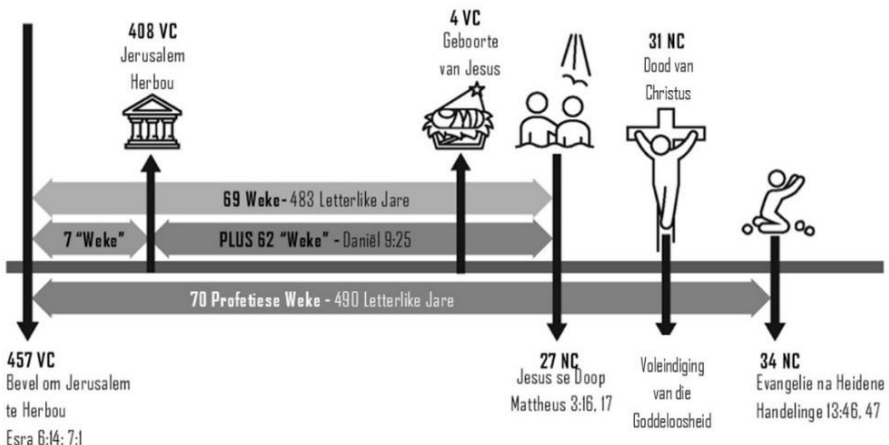 408 VC
Jerusalem
Herbou
4 VC
Geboorte
van Jesus
31 NC
Dood van
Christus
69 Weke- 483 Letterlike Jare
7 “Weke”
PLUS 62 “Weke” - Daniël 9:25
70 Profetiese Weke - 490 Letterlike Jare
457 VC
Bevel om Jerusalem
te Herbou
Esra 6:14; 7:1
27 NC
Jesus se Doop
Mattheus 3:16, 17
Voleindiging
van die
Goddeloosheid
34 NC
Evangelie na Heidene
Handelinge 13:46, 47